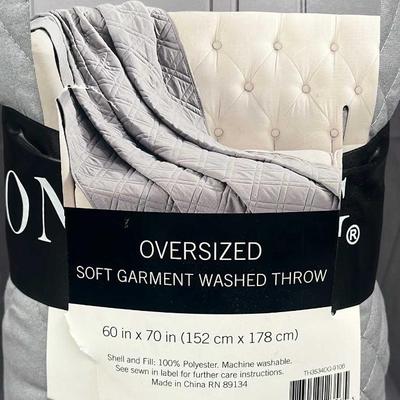 ON
®
OVERSIZED
SOFT GARMENT WASHED THROW
60 in x 70 in (152 cm x 178 cm)
Shell and Fill: 100% Polyester. Machine washable.
See sewn in label for further care instructions.
Made in China RN 89134